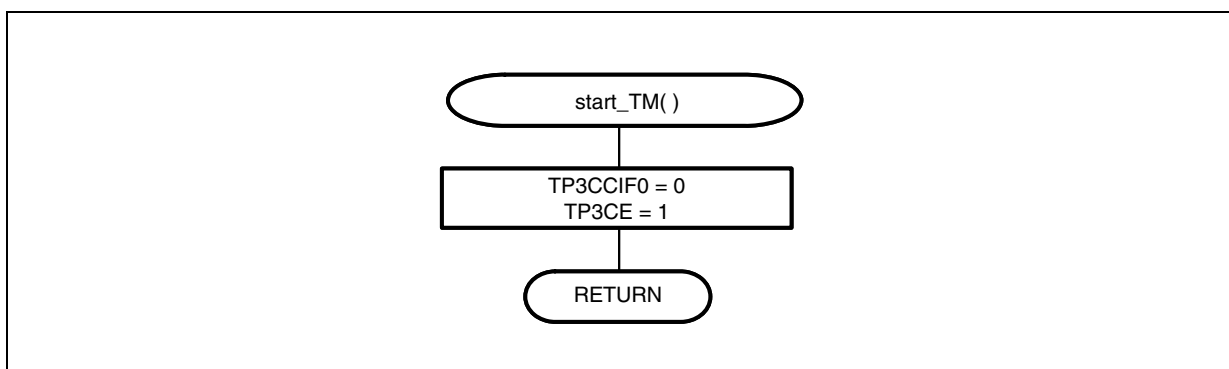 start_TM( )
TP3CCIF0 = 0
TP3CE = 1
RETURN